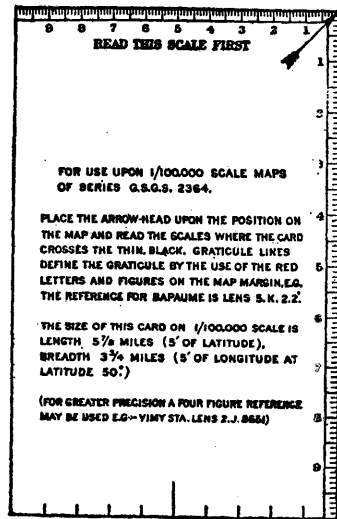 9 8 7 6 5 4 3 2 1
READ THIS SCALE FIRST
1
2
3
FOR USE UPON 1/100.000 SCALE MAPS
OF SERIES G.S.G.S. 2364.
4
PLACE THE ARROW-HEAD UPON THE POSITION ON
THE MAP AND READ THE SCALES WHERE THE CARD
CROSSES THE THIN, BLACK. GRATICULE LINES
5
DEFINE THE GRATICULE BY THE USE OF THE RED
LETTERS AND FIGURES ON THE MAP MARGIN, E.G.
THE REFERENCE FOR BAPAUME IS LENS 5. K. 2.2.
6
THE SIZE OF THIS CARD ON 1/100.000 SCALE IS
LENGTH 5 7/8 MILES (5' OF LATITUDE),
BREADTH 3 3/4 MILES (5' OF LONGITUDE AT
LATITUDE 50°.)
7
(FOR GREATER PRECISION A FOUR FIGURE REFERENCE
MAY BE USED E.G:- VIMY STA. LENS 2. J. 8651)
8
9